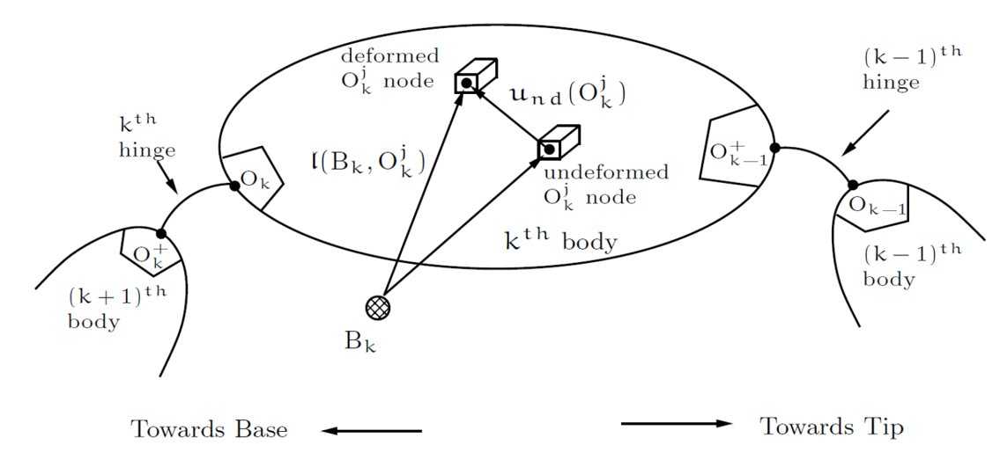 deformed
O_k^j node
u_nd(O_k^j)
(k − 1)^th
hinge
k^th
hinge
l(B_k, O_k^j)
O_k
O_{k−1}^+
undeformed
O_k^j node
O_{k−1}
k^th body
O_k^+
(k − 1)^th
body
(k + 1)^th
body
B_k
Towards Base
Towards Tip